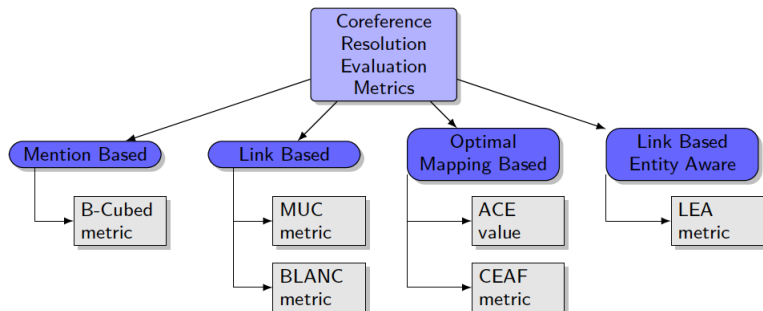 Coreference
Resolution
Evaluation
Metrics
Mention Based
Link Based
Optimal
Mapping Based
Link Based
Entity Aware
B-Cubed
metric
MUC
metric
ACE
value
LEA
metric
BLANC
metric
CEAF
metric